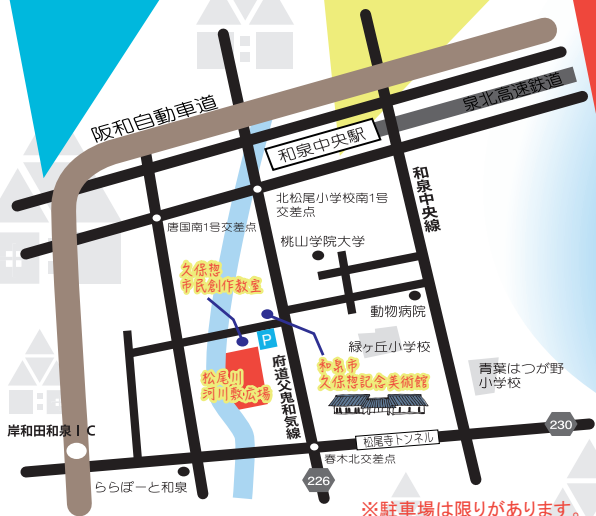 阪和自動車道
泉北高速鉄道
和泉中央駅
和泉中央線
北松尾小学校南1号
交差点
唐国南1号交差点
桃山学院大学
久保惣
市民創作教室
動物病院
P
緑ヶ丘小学校
和泉市
久保惣記念美術館
青葉はつが野
小学校
松尾川
河川敷広場
府道父鬼和気線
岸和田和泉IC
230
松尾寺トンネル
春木北交差点
ららぽーと和泉
226
※駐車場は限りがあります。